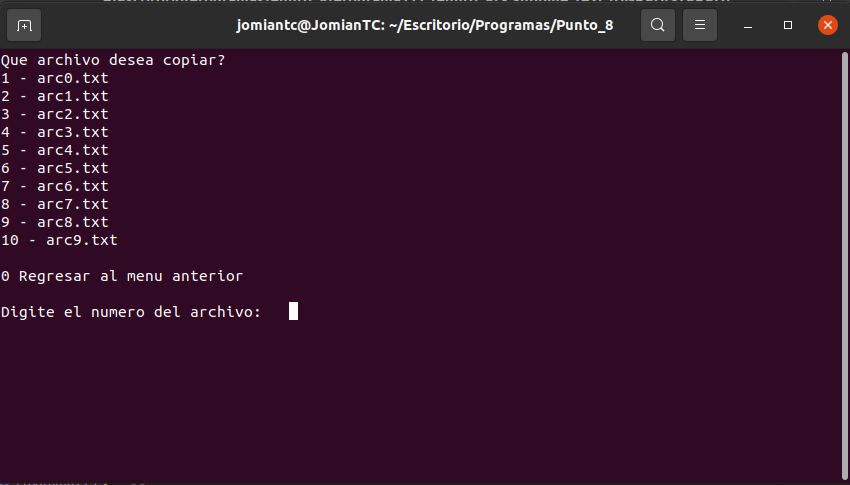 jomiantc@JomianTC: ~/Escritorio/Programas/Punto_8
Que archivo desea copiar?
1 - arc0.txt
2 - arc1.txt
3 - arc2.txt
4 - arc3.txt
5 - arc4.txt
6 - arc5.txt
7 - arc6.txt
8 - arc7.txt
9 - arc8.txt
10 - arc9.txt
0 Regresar al menu anterior
Digite el numero del archivo: